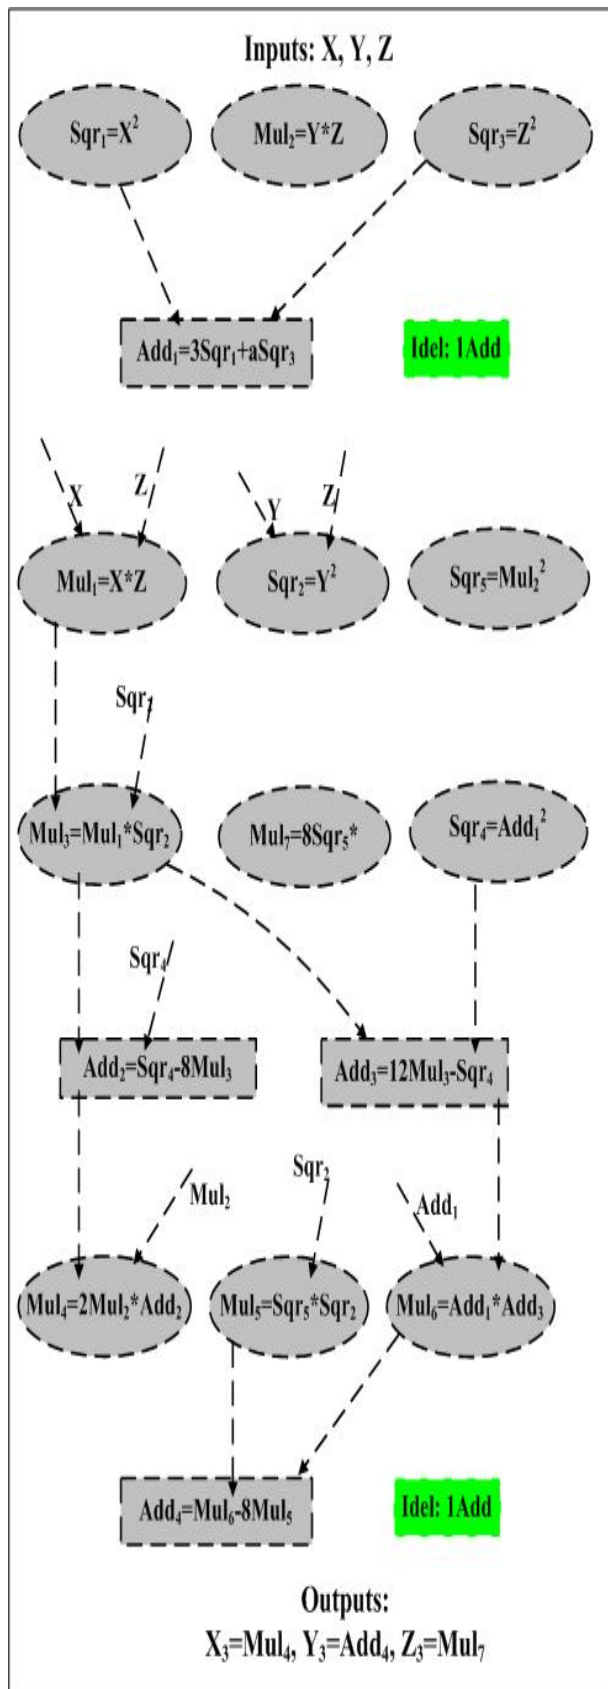 Inputs: X, Y, Z
Sqr₁=X²
Mul₂=Y*Z
Sqr₃=Z²
Add₁=3Sqr₁+aSqr₃
Idel: 1Add
X
Z
Y
Z
Mul₁=X*Z
Sqr₂=Y²
Sqr₅=Mul₂²
Sqr₂
Mul₃=Mul₁*Sqr₂
Mul₇=8Sqr₅*
Sqr₄=Add₁²
Sqr₄
Add₂=Sqr₄-8Mul₃
Add₃=12Mul₃-Sqr₄
Mul₂
Sqr₂
Add₁
Mul₄=2Mul₂*Add₂
Mul₅=Sqr₅*Sqr₂
Mul₆=Add₁*Add₃
Add₄=Mul₆-8Mul₅
Idel: 1Add
Outputs:
X₃=Mul₄, Y₃=Add₄, Z₃=Mul₇